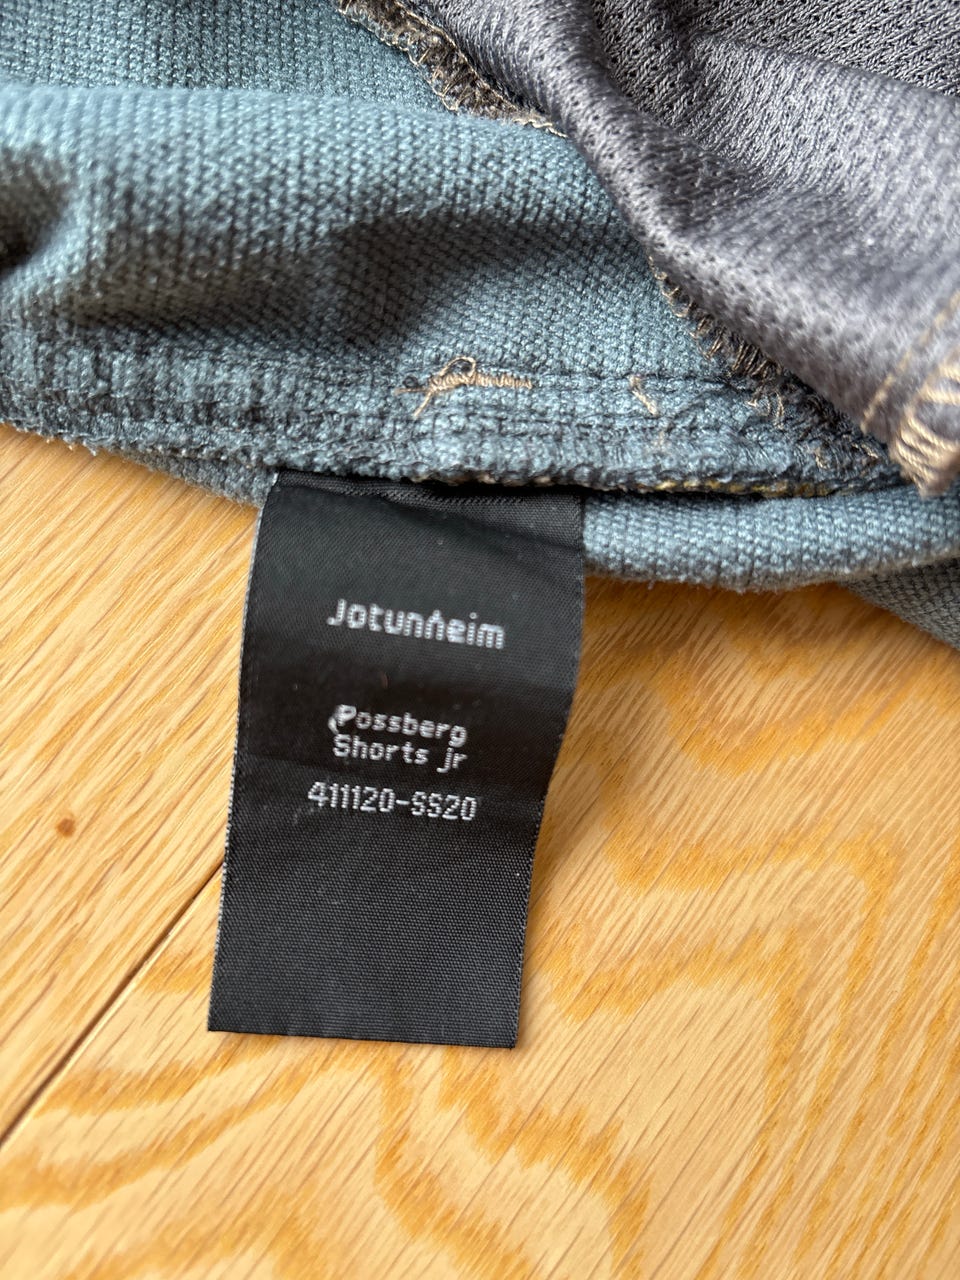 Jotunheim
Possberg
Shorts jr
411120-SS20